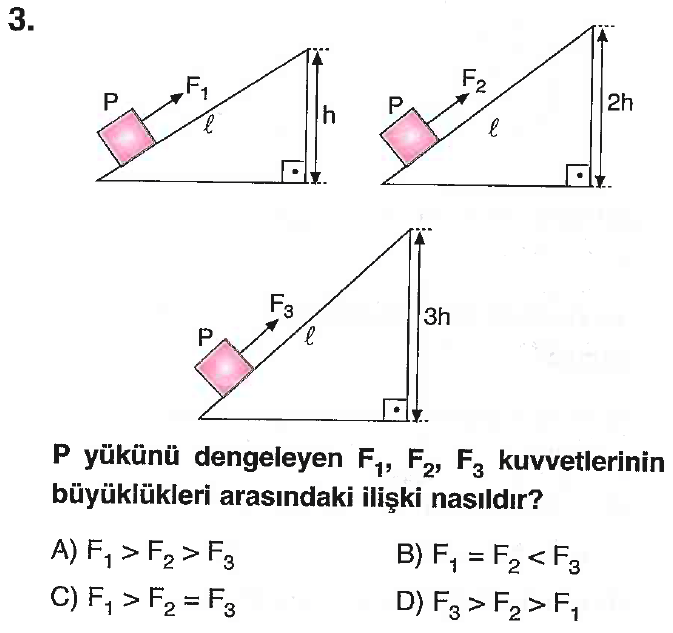 3.
P F₁ ℓ h
P F₂ ℓ 2h
P F₃ ℓ 3h
P yükünü dengeleyen F₁, F₂, F₃ kuvvetlerinin
büyüklükleri arasındaki ilişki nasıldır?
A) F₁ > F₂ > F₃ B) F₁ = F₂ < F₃
C) F₁ > F₂ = F₃ D) F₃ > F₂ > F₁